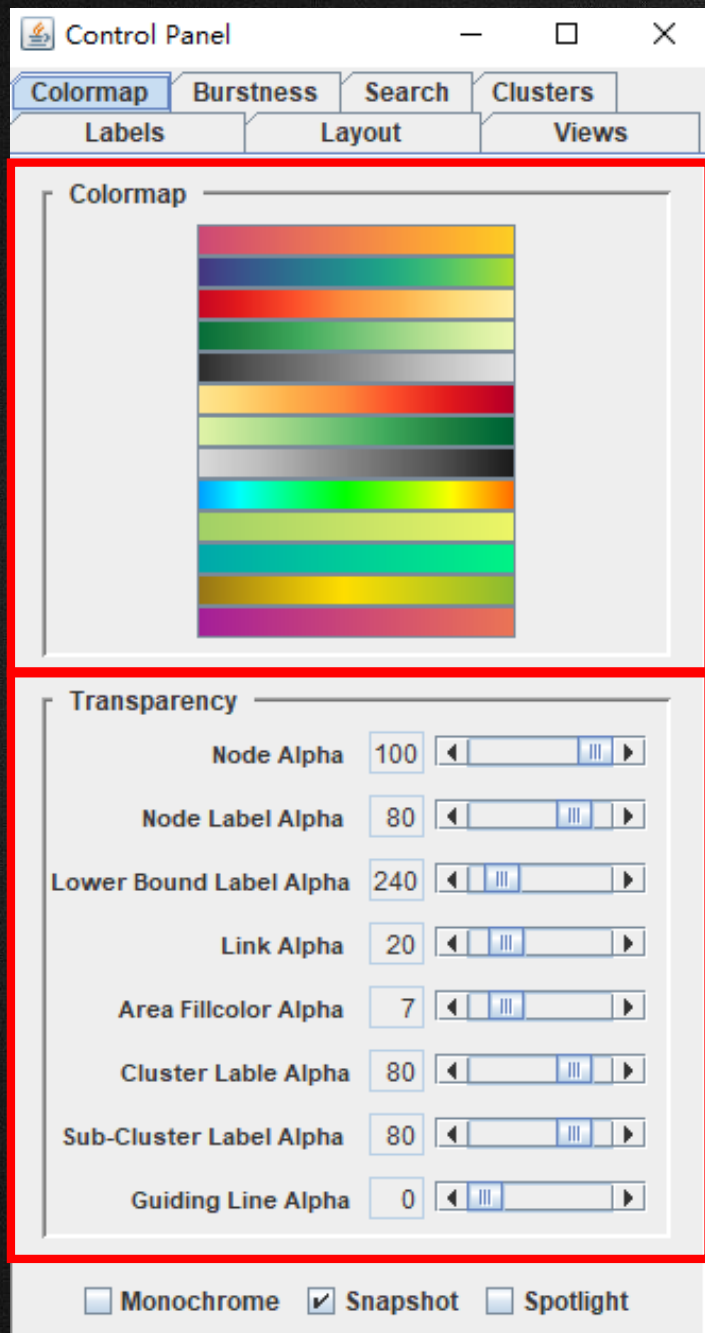 Control Panel
Colormap Burstness Search Clusters
Labels Layout Views
Colormap
Transparency
Node Alpha 100
Node Label Alpha 80
Lower Bound Label Alpha 240
Link Alpha 20
Area Fillcolor Alpha 7
Cluster Lable Alpha 80
Sub-Cluster Label Alpha 80
Guiding Line Alpha 0
Monochrome Snapshot Spotlight